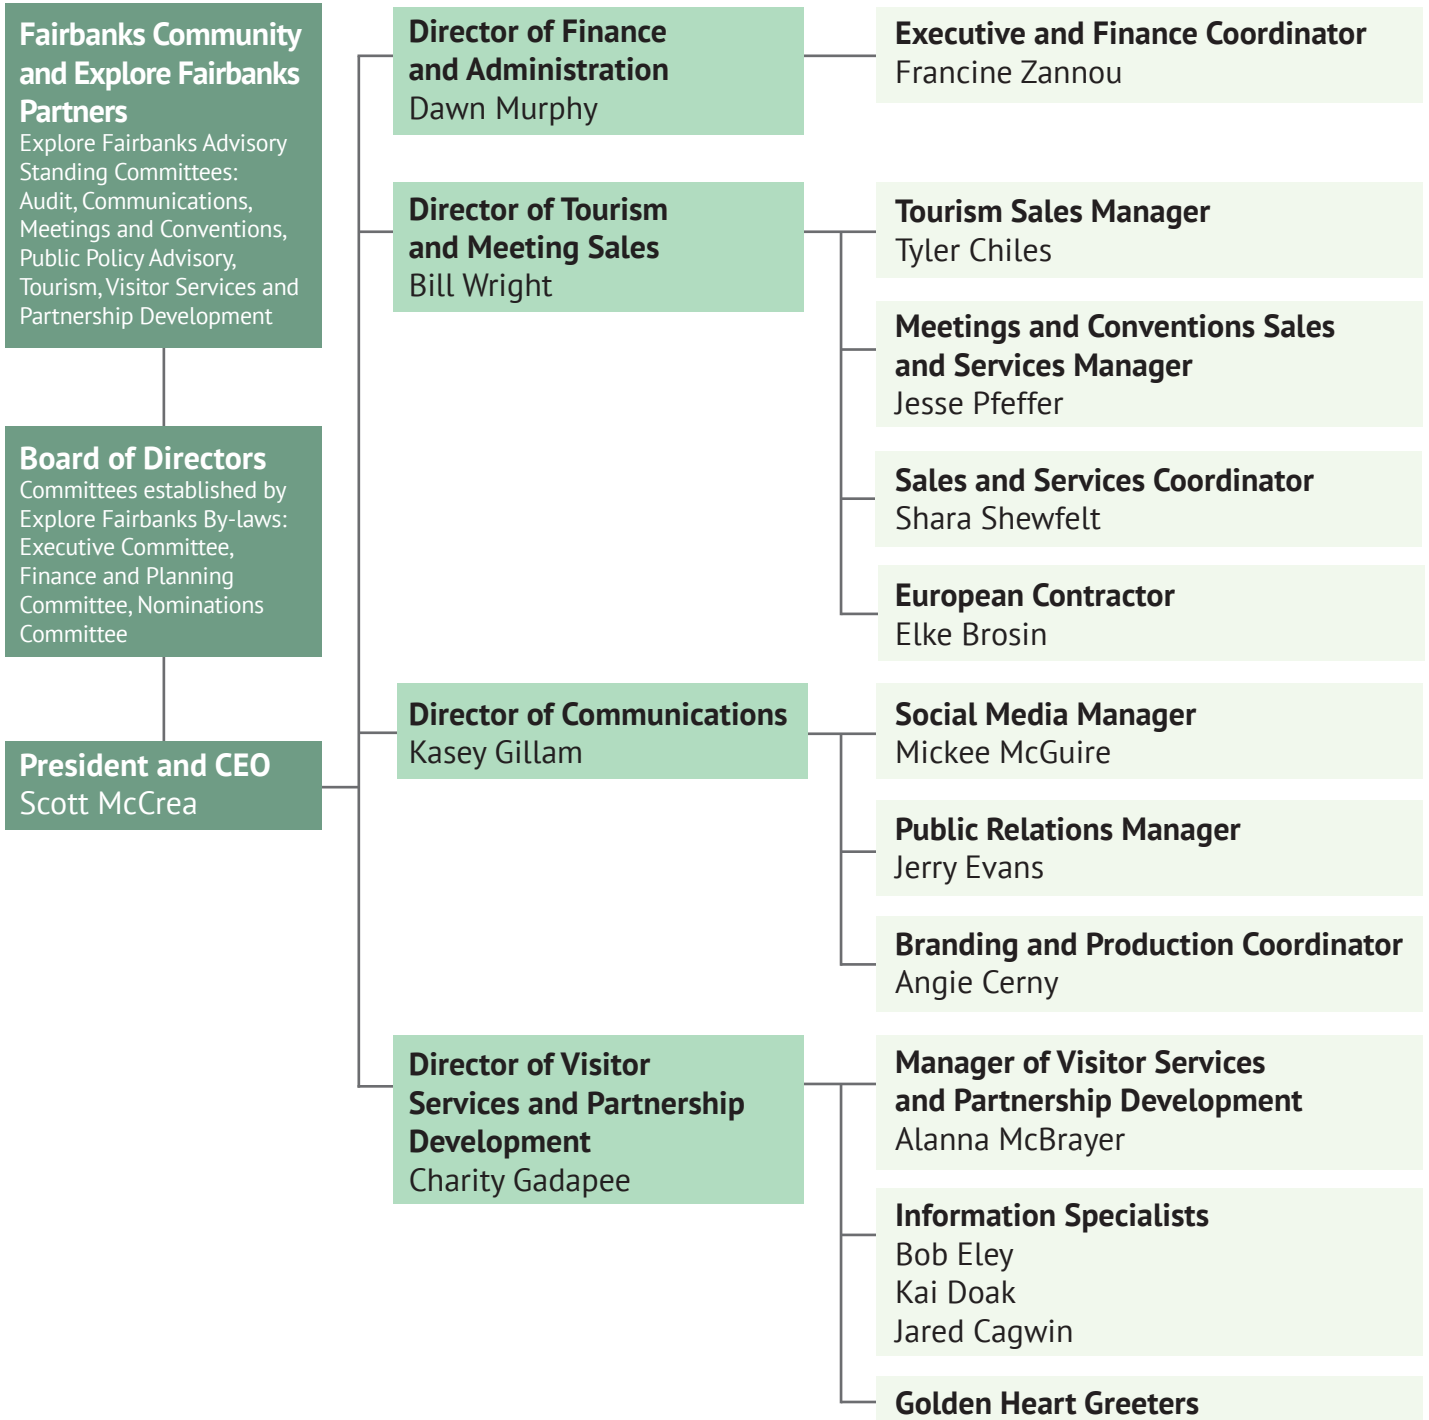 Fairbanks Community
and Explore Fairbanks
Partners
Explore Fairbanks Advisory
Standing Committees:
Audit, Communications,
Meetings and Conventions,
Public Policy Advisory,
Tourism, Visitor Services and
Partnership Development
Board of Directors
Committees established by
Explore Fairbanks By-laws:
Executive Committee,
Finance and Planning
Committee, Nominations
Committee
President and CEO
Scott McCrea
Director of Finance
and Administration
Dawn Murphy
Executive and Finance Coordinator
Francine Zannou
Director of Tourism
and Meeting Sales
Bill Wright
Tourism Sales Manager
Tyler Chiles
Meetings and Conventions Sales
and Services Manager
Jesse Pfeffer
Sales and Services Coordinator
Shara Shewfelt
European Contractor
Elke Brosin
Director of Communications
Kasey Gillam
Social Media Manager
Mickee McGuire
Public Relations Manager
Jerry Evans
Branding and Production Coordinator
Angie Cerny
Director of Visitor
Services and Partnership
Development
Charity Gadapee
Manager of Visitor Services
and Partnership Development
Alanna McBrayer
Information Specialists
Bob Eley
Kai Doak
Jared Cagwin
Golden Heart Greeters